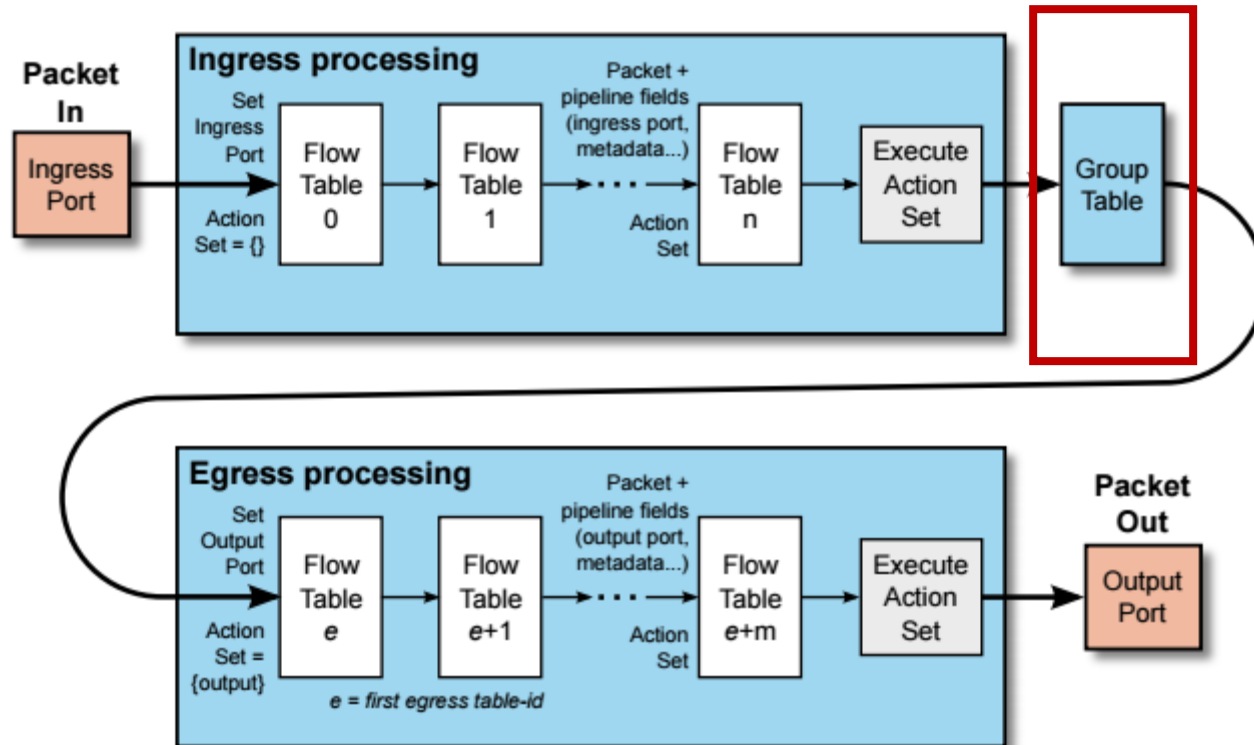 Packet
In
Ingress
Port
Ingress processing
Set
Ingress
Port
Action
Set = {}
Flow
Table
0
Flow
Table
1
Packet +
pipeline fields
(ingress port,
metadata...)
Action
Set
Flow
Table
n
Execute
Action
Set
Group
Table
Egress processing
Set
Output
Port
Action
Set =
{output}
Flow
Table
e
Flow
Table
e+1
e = first egress table-id
Packet +
pipeline fields
(output port,
metadata...)
Action
Set
Flow
Table
e+m
Execute
Action
Set
Packet
Out
Output
Port